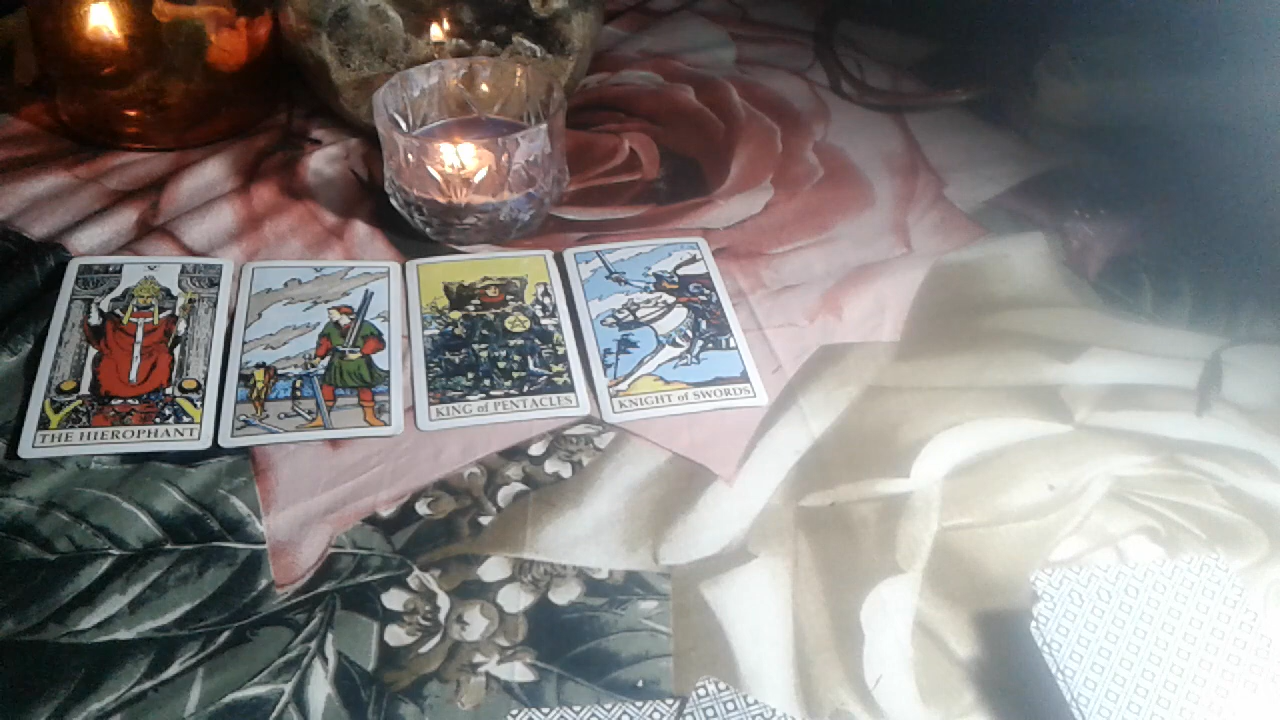 THE HIEROPHANT
KING of PENTACLES
KNIGHT of SWORDS